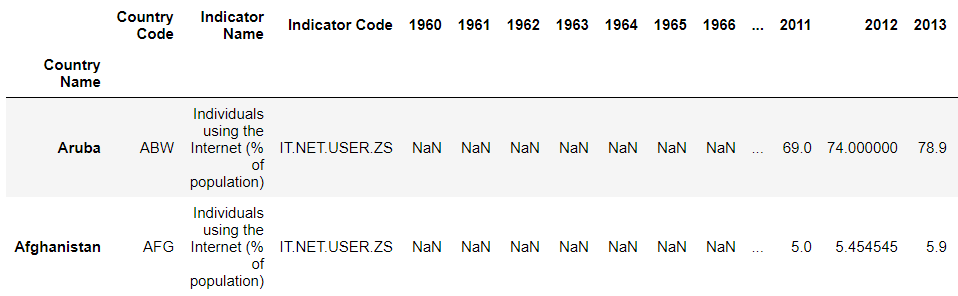 Country Code Indicator Name Indicator Code 1960 1961 1962 1963 1964 1965 1966 ... 2011 2012 2013
Country Name
Aruba ABW Individuals using the Internet (% of population) IT.NET.USER.ZS NaN NaN NaN NaN NaN NaN NaN ... 69.0 74.000000 78.9
Afghanistan AFG Individuals using the Internet (% of population) IT.NET.USER.ZS NaN NaN NaN NaN NaN NaN NaN ... 5.0 5.454545 5.9